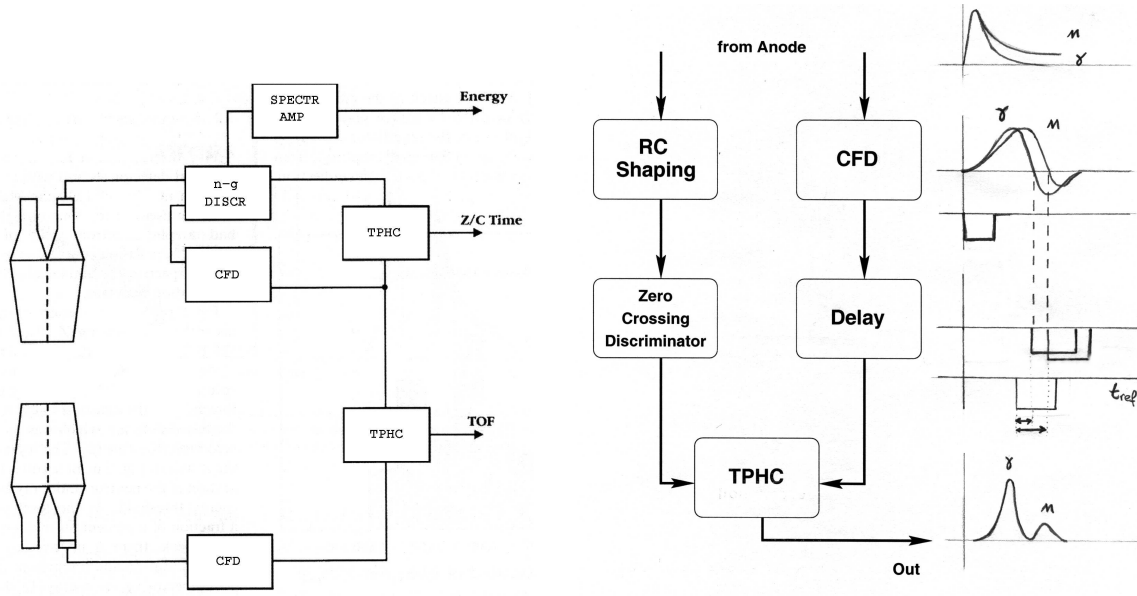 Energy
SPECTR
AMP
n-g
DISCR
Z/C Time
TPHC
CFD
TOF
TPHC
CFD
from Anode
RC
Shaping
CFD
Zero
Crossing
Discriminator
Delay
TPHC
Out
n
γ
γ
n
tref
γ
n